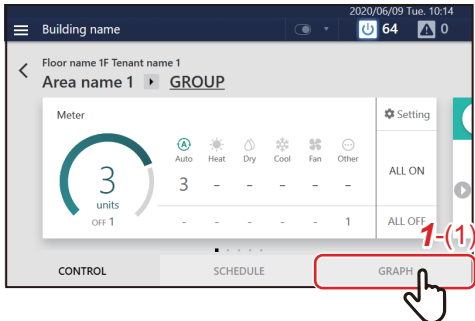 2020/06/09 Tue. 10:14
Building name 64 0
Floor name 1F Tenant name 1
Area name 1 GROUP
Meter Setting
A
Auto Heat Dry Cool Fan Other
3 units
3 - - - - -
ALL ON
OFF 1
- - - - - 1
ALL OFF
1-(1)
CONTROL SCHEDULE GRAPH